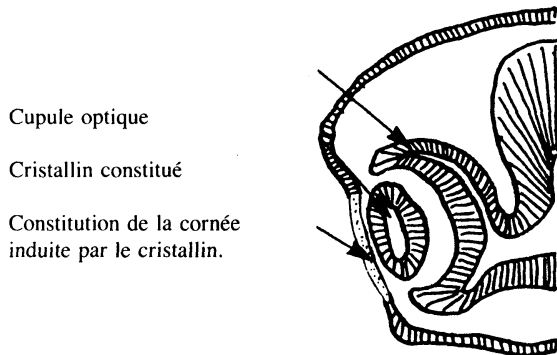 Cupule optique
Cristallin constitué
Constitution de la cornée
induite par le cristallin.